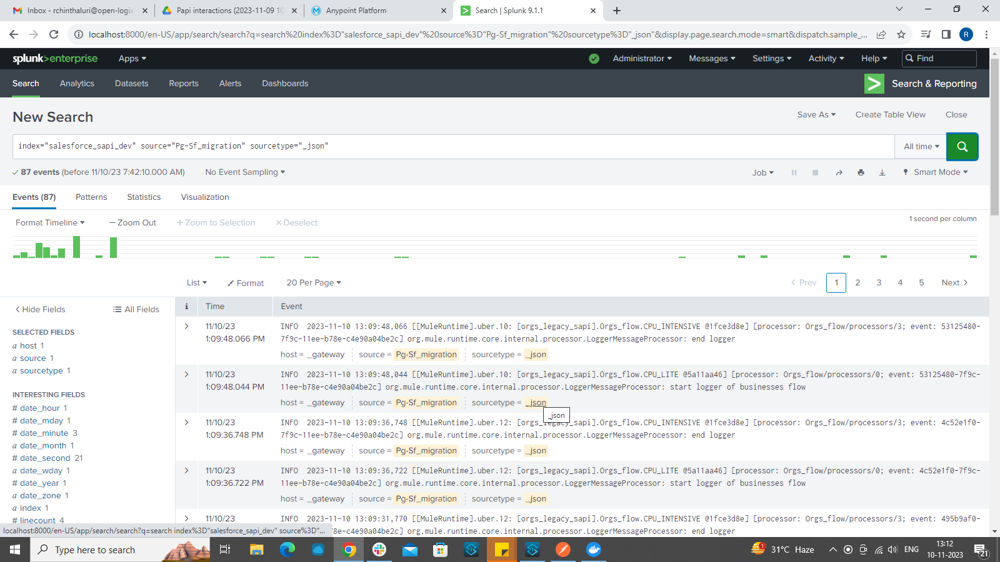 Inbox - rchinthaluri@open-logix
Papi interactions (2023-11-09 10
Anypoint Platform
Search | Splunk 9.1.1
localhost:8000/en-US/app/search/search?q=search%20index%3D"salesforce_sapi_dev"%20source%3D"Pg-Sf_migration"%20sourcetype%3D"_json"&display.page.search.mode=smart&dispatch.sample_...
R
splunk>enterprise
Apps
Administrator
Messages
Settings
Activity
Help
Find
Search
Analytics
Datasets
Reports
Alerts
Dashboards
Search & Reporting
New Search
Save As
Create Table View
Close
index="salesforce_sapi_dev" source="Pg-Sf_migration" sourcetype="_json"
All time
87 events (before 11/10/23 7:42:10.000 AM)
No Event Sampling
Job
Smart Mode
Events (87)
Patterns
Statistics
Visualization
Format Timeline
— Zoom Out
+ Zoom to Selection
× Deselect
1 second per column
List
Format
20 Per Page
< Prev
1
2
3
4
5
Next >
< Hide Fields
All Fields
i
Time
Event
SELECTED FIELDS
a host 1
a source 1
a sourcetype 1
INTERESTING FIELDS
# date_hour 1
# date_mday 1
# date_minute 3
a date_month 1
# date_second 21
a date_wday 1
# date_year 1
a date_zone 1
a index 1
# linecount 4
11/10/23
1:09:48.066 PM
INFO 2023-11-10 13:09:48,066 [[MuleRuntime].uber.10: [orgs_legacy_sapi].Orgs_flow.CPU_INTENSIVE @1fce3d8e] [processor: Orgs_flow/processors/3; event: 53125480-
7f9c-11ee-b78e-c4e90a04be2c] org.mule.runtime.core.internal.processor.LoggerMessageProcessor: end logger
host = _gateway source = Pg-Sf_migration sourcetype = _json
11/10/23
1:09:48.044 PM
INFO 2023-11-10 13:09:48,044 [[MuleRuntime].uber.10: [orgs_legacy_sapi].Orgs_flow.CPU_LITE @5a11aa46] [processor: Orgs_flow/processors/0; event: 53125480-7f9c-
11ee-b78e-c4e90a04be2c] org.mule.runtime.core.internal.processor.LoggerMessageProcessor: start logger of businesses flow
host = _gateway source = Pg-Sf_migration sourcetype = _json
_json
11/10/23
1:09:36.748 PM
INFO 2023-11-10 13:09:36,748 [[MuleRuntime].uber.12: [orgs_legacy_sapi].Orgs_flow.CPU_INTENSIVE @1fce3d8e] [processor: Orgs_flow/processors/3; event: 4c52e1f0-
7f9c-11ee-b78e-c4e90a04be2c] org.mule.runtime.core.internal.processor.LoggerMessageProcessor: end logger
host = _gateway source = Pg-Sf_migration sourcetype = _json
11/10/23
1:09:36.722 PM
INFO 2023-11-10 13:09:36,722 [[MuleRuntime].uber.12: [orgs_legacy_sapi].Orgs_flow.CPU_LITE @5a11aa46] [processor: Orgs_flow/processors/0; event: 4c52e1f0-7f9c-
11ee-b78e-c4e90a04be2c] org.mule.runtime.core.internal.processor.LoggerMessageProcessor: start logger of businesses flow
host = _gateway source = Pg-Sf_migration sourcetype = _json
11/10/23
INFO 2023-11-10 13:09:31,770 [[MuleRuntime].uber.12: [orgs_legacy_sapi].Orgs_flow.CPU_INTENSIVE @1fce3d8e] [processor: Orgs_flow/processors/3; event: 495b9af0-
8e-c4e90a04be2c] org.mule.runtime.core.internal.processor.LoggerMessageProcessor: end logger
localhost:8000/en-US/app/search/search?q=search index%3D"salesforce_sapi_dev" source%3D"...
Type here to search
1
31°C Haze
ENG
13:12
10-11-2023
21